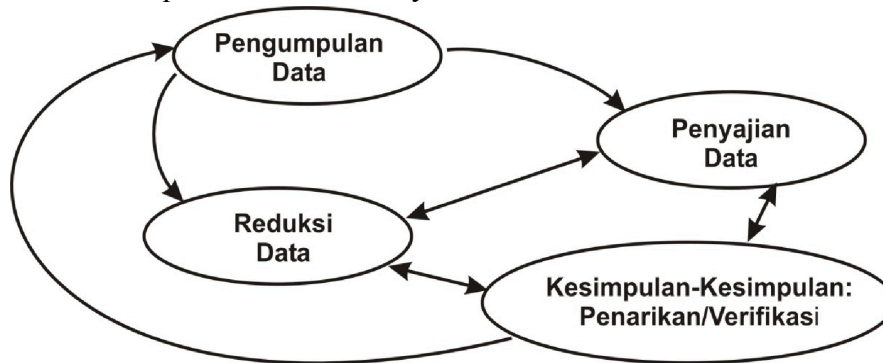 Pengumpulan
Data
Penyajian
Data
Reduksi
Data
Kesimpulan-Kesimpulan:
Penarikan/Verifikasi